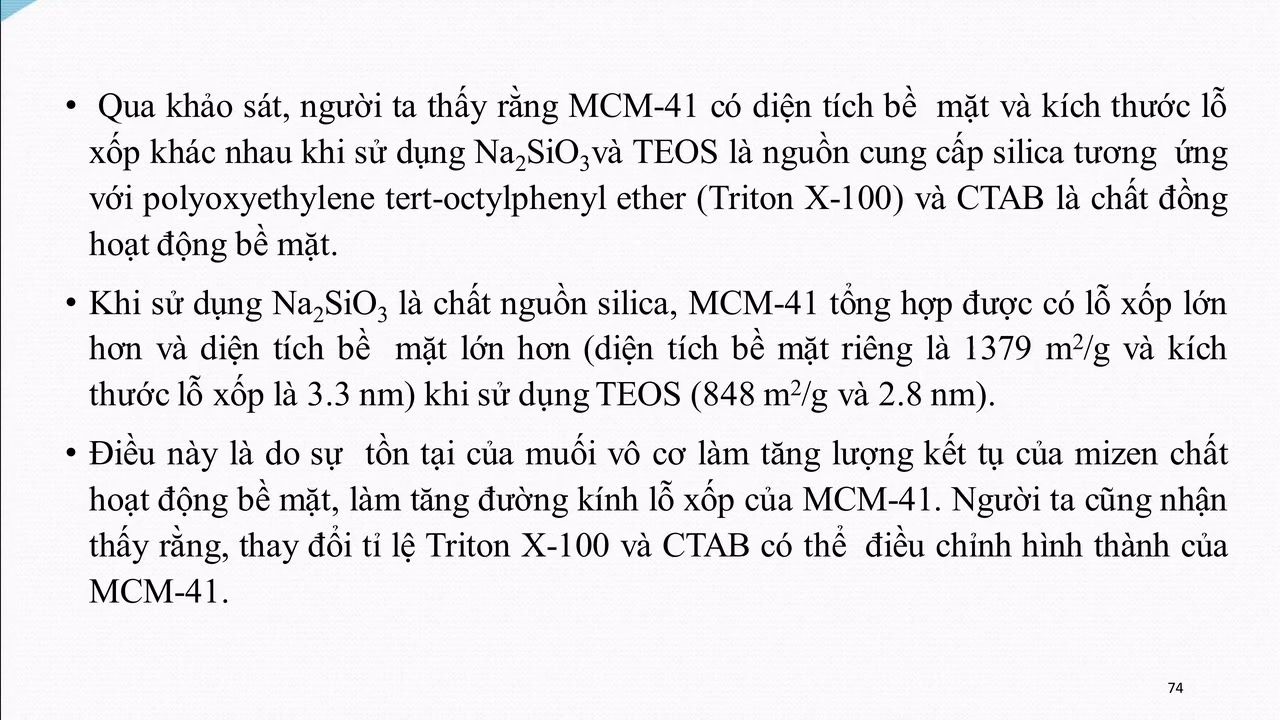 • Qua khảo sát, người ta thấy rằng MCM-41 có diện tích bề mặt và kích thước lỗ
xốp khác nhau khi sử dụng Na₂SiO₃và TEOS là nguồn cung cấp silica tương ứng
với polyoxyethylene tert-octylphenyl ether (Triton X-100) và CTAB là chất đồng
hoạt động bề mặt.
• Khi sử dụng Na₂SiO₃ là chất nguồn silica, MCM-41 tổng hợp được có lỗ xốp lớn
hơn và diện tích bề mặt lớn hơn (diện tích bề mặt riêng là 1379 m²/g và kích
thước lỗ xốp là 3.3 nm) khi sử dụng TEOS (848 m²/g và 2.8 nm).
• Điều này là do sự tồn tại của muối vô cơ làm tăng lượng kết tụ của mizen chất
hoạt động bề mặt, làm tăng đường kính lỗ xốp của MCM-41. Người ta cũng nhận
thấy rằng, thay đổi tỉ lệ Triton X-100 và CTAB có thể điều chỉnh hình thành của
MCM-41.
74